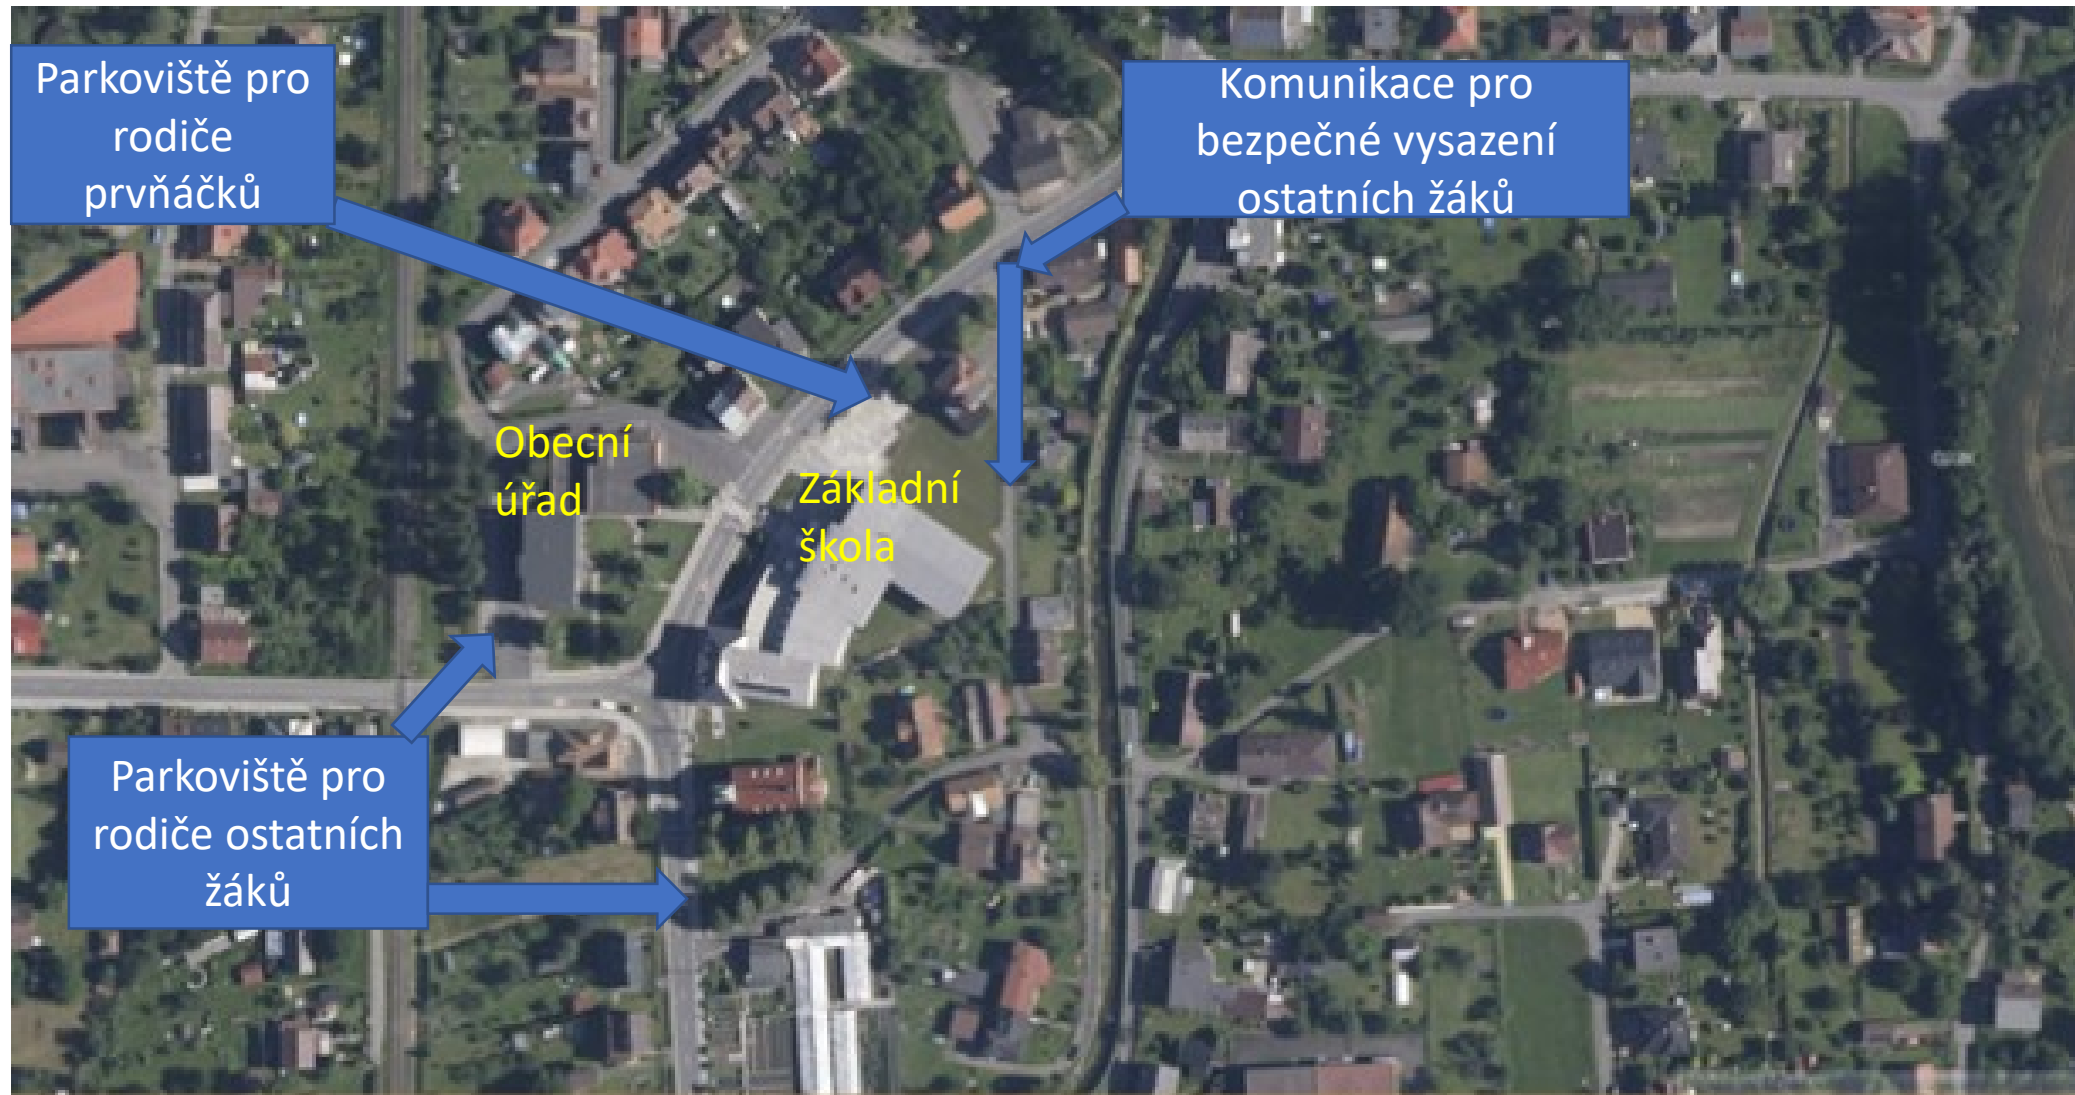 Parkoviště pro
rodiče
prvňáčků
Komunikace pro
bezpečné vysazení
ostatních žáků
Obecní
úřad
Základní
škola
Parkoviště pro
rodiče ostatních
žáků